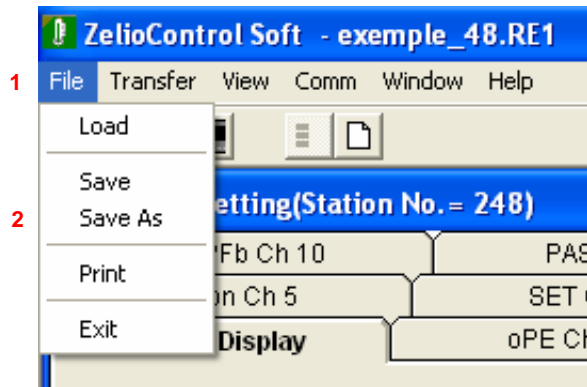 ZelioControl Soft - exemple_48.RE1
1 File Transfer View Comm Window Help
Load
Save
2 Save As
etting(Station No.= 248)
Fb Ch 10 PAS
Print
on Ch 5 SET
Exit
Display oPE Ch